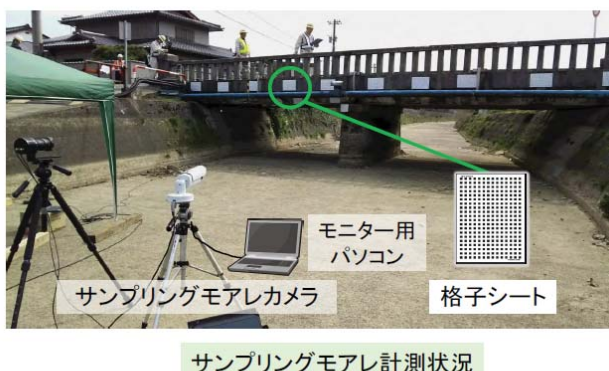 モニター用
パソコン
サンプリングモアレカメラ
格子シート
サンプリングモアレ計測状況